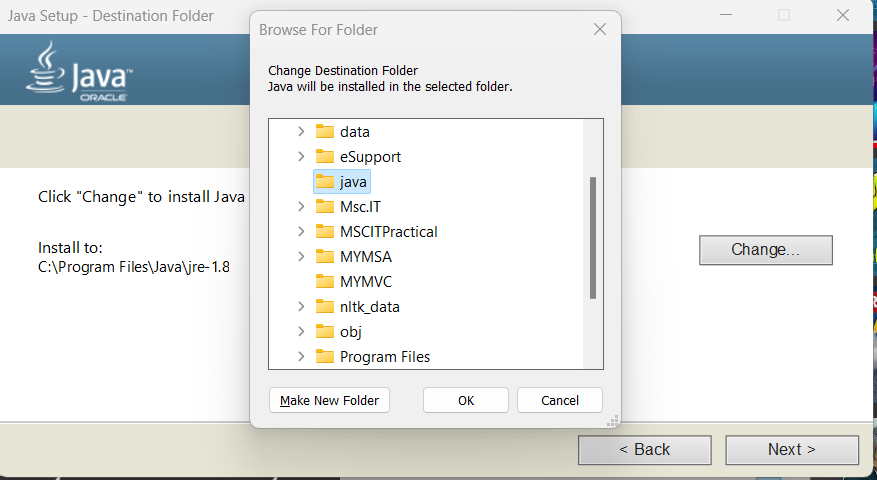 Java Setup - Destination Folder
Java™
ORACLE
Click "Change" to install Java
Install to:
C:\Program Files\Java\jre-1.8
Change...
< Back
Next >
Browse For Folder
Change Destination Folder
Java will be installed in the selected folder.
data
eSupport
java
Msc.IT
MSCITPractical
MYMSA
MYMVC
nltk_data
obj
Program Files
Make New Folder
OK
Cancel